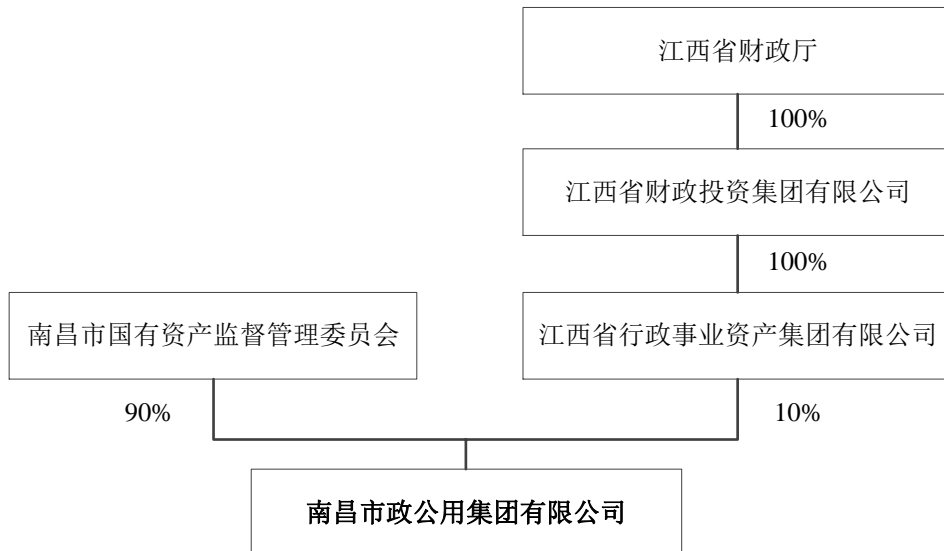 江西省财政厅
100%
江西省财政投资集团有限公司
100%
南昌市国有资产监督管理委员会
江西省行政事业资产集团有限公司
90%
10%
南昌市政公用集团有限公司